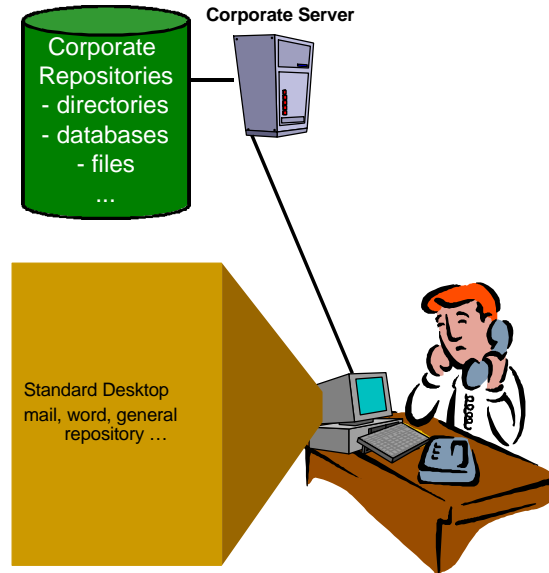 Corporate Server
Corporate
Repositories
- directories
- databases
- files
...
Standard Desktop
mail, word, general
repository …